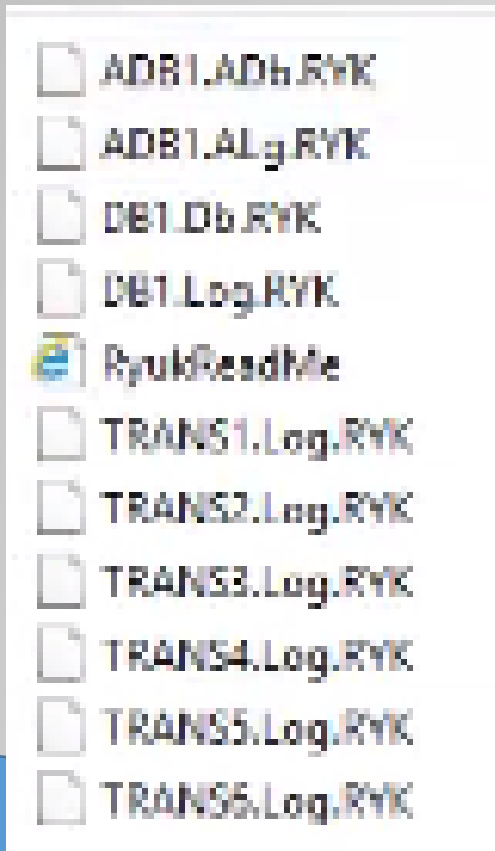 ADB1.ADb.RYK
ADB1.ALg.RYK
DB1.Db.RYK
DB1.Log.RYK
RyukReadMe
TRANS1.Log.RYK
TRANS2.Log.RYK
TRANS3.Log.RYK
TRANS4.Log.RYK
TRANS5.Log.RYK
TRANS6.Log.RYK